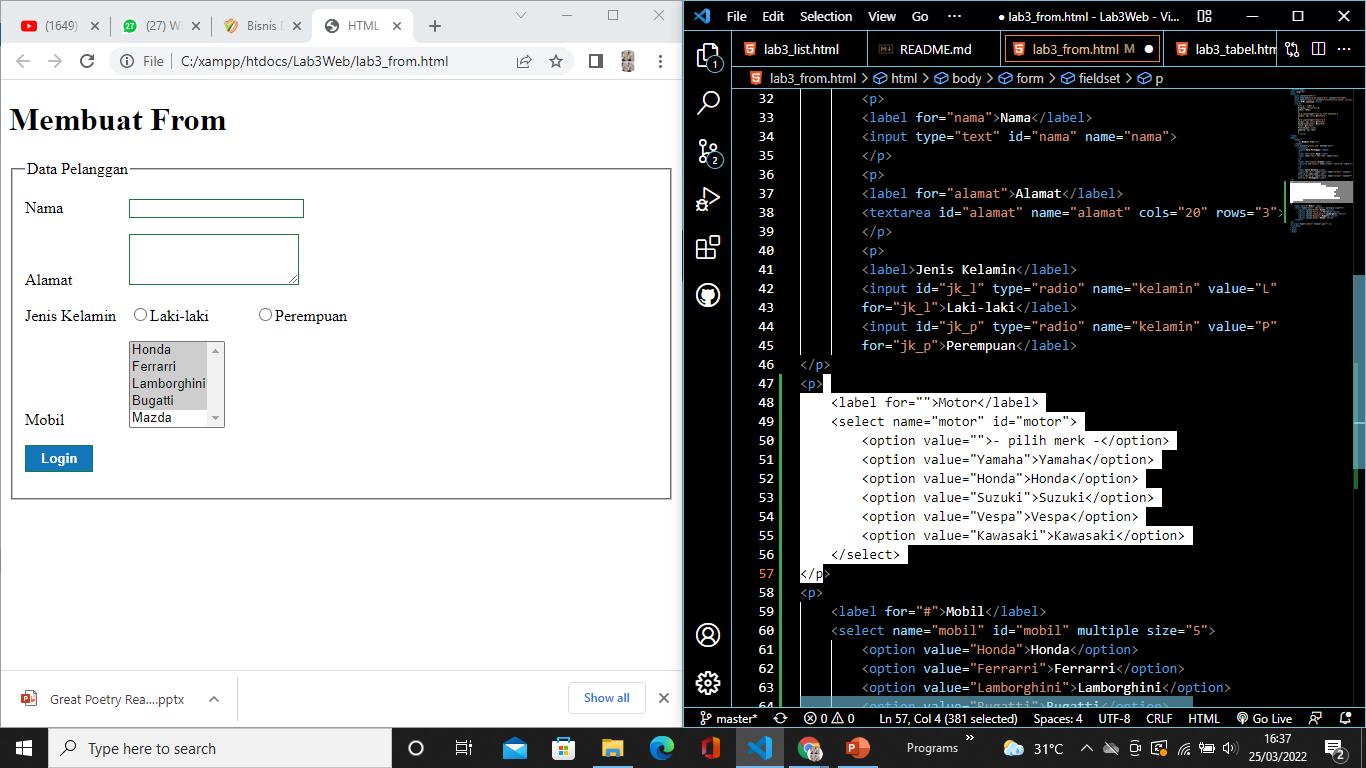 (1649)
(27) W
Bisnis
HTML
File
C:/xampp/htdocs/Lab3Web/lab3_from.html
Membuat From
Data Pelanggan
Nama
Alamat
Jenis Kelamin
Laki-laki
Perempuan
Honda
Ferrarri
Lamborghini
Bugatti
Mazda
Mobil
Login
Great Poetry Rea....pptx
Show all
File Edit Selection View Go ···
● lab3_from.html - Lab3Web - Vi...
lab3_list.html
README.md
lab3_from.html M ●
lab3_tabel.htm
lab3_from.html > html > body > form > fieldset > p
32 <p>
33 <label for="nama">Nama</label>
34 <input type="text" id="nama" name="nama">
35 </p>
36 <p>
37 <label for="alamat">Alamat</label>
38 <textarea id="alamat" name="alamat" cols="20" rows="3">
39 </p>
40 <p>
41 <label>Jenis Kelamin</label>
42 <input id="jk_l" type="radio" name="kelamin" value="L"
43 for="jk_l">Laki-laki</label>
44 <input id="jk_p" type="radio" name="kelamin" value="P"
45 for="jk_p">Perempuan</label>
46 </p>
47 <p>
48 <label for="">Motor</label>
49 <select name="motor" id="motor">
50 <option value="">- pilih merk -</option>
51 <option value="Yamaha">Yamaha</option>
52 <option value="Honda">Honda</option>
53 <option value="Suzuki">Suzuki</option>
54 <option value="Vespa">Vespa</option>
55 <option value="Kawasaki">Kawasaki</option>
56 </select>
57 </p>
58 <p>
59 <label for="#">Mobil</label>
60 <select name="mobil" id="mobil" multiple size="5">
61 <option value="Honda">Honda</option>
62 <option value="Ferrarri">Ferrarri</option>
63 <option value="Lamborghini">Lamborghini</option>
64 <option value="Bugatti">Bugatti</option>
1
2
master*
0 0
Ln 57, Col 4 (381 selected)
Spaces: 4
UTF-8
CRLF
HTML
Go Live
Type here to search
Programs »
31°C
16:37
25/03/2022
2